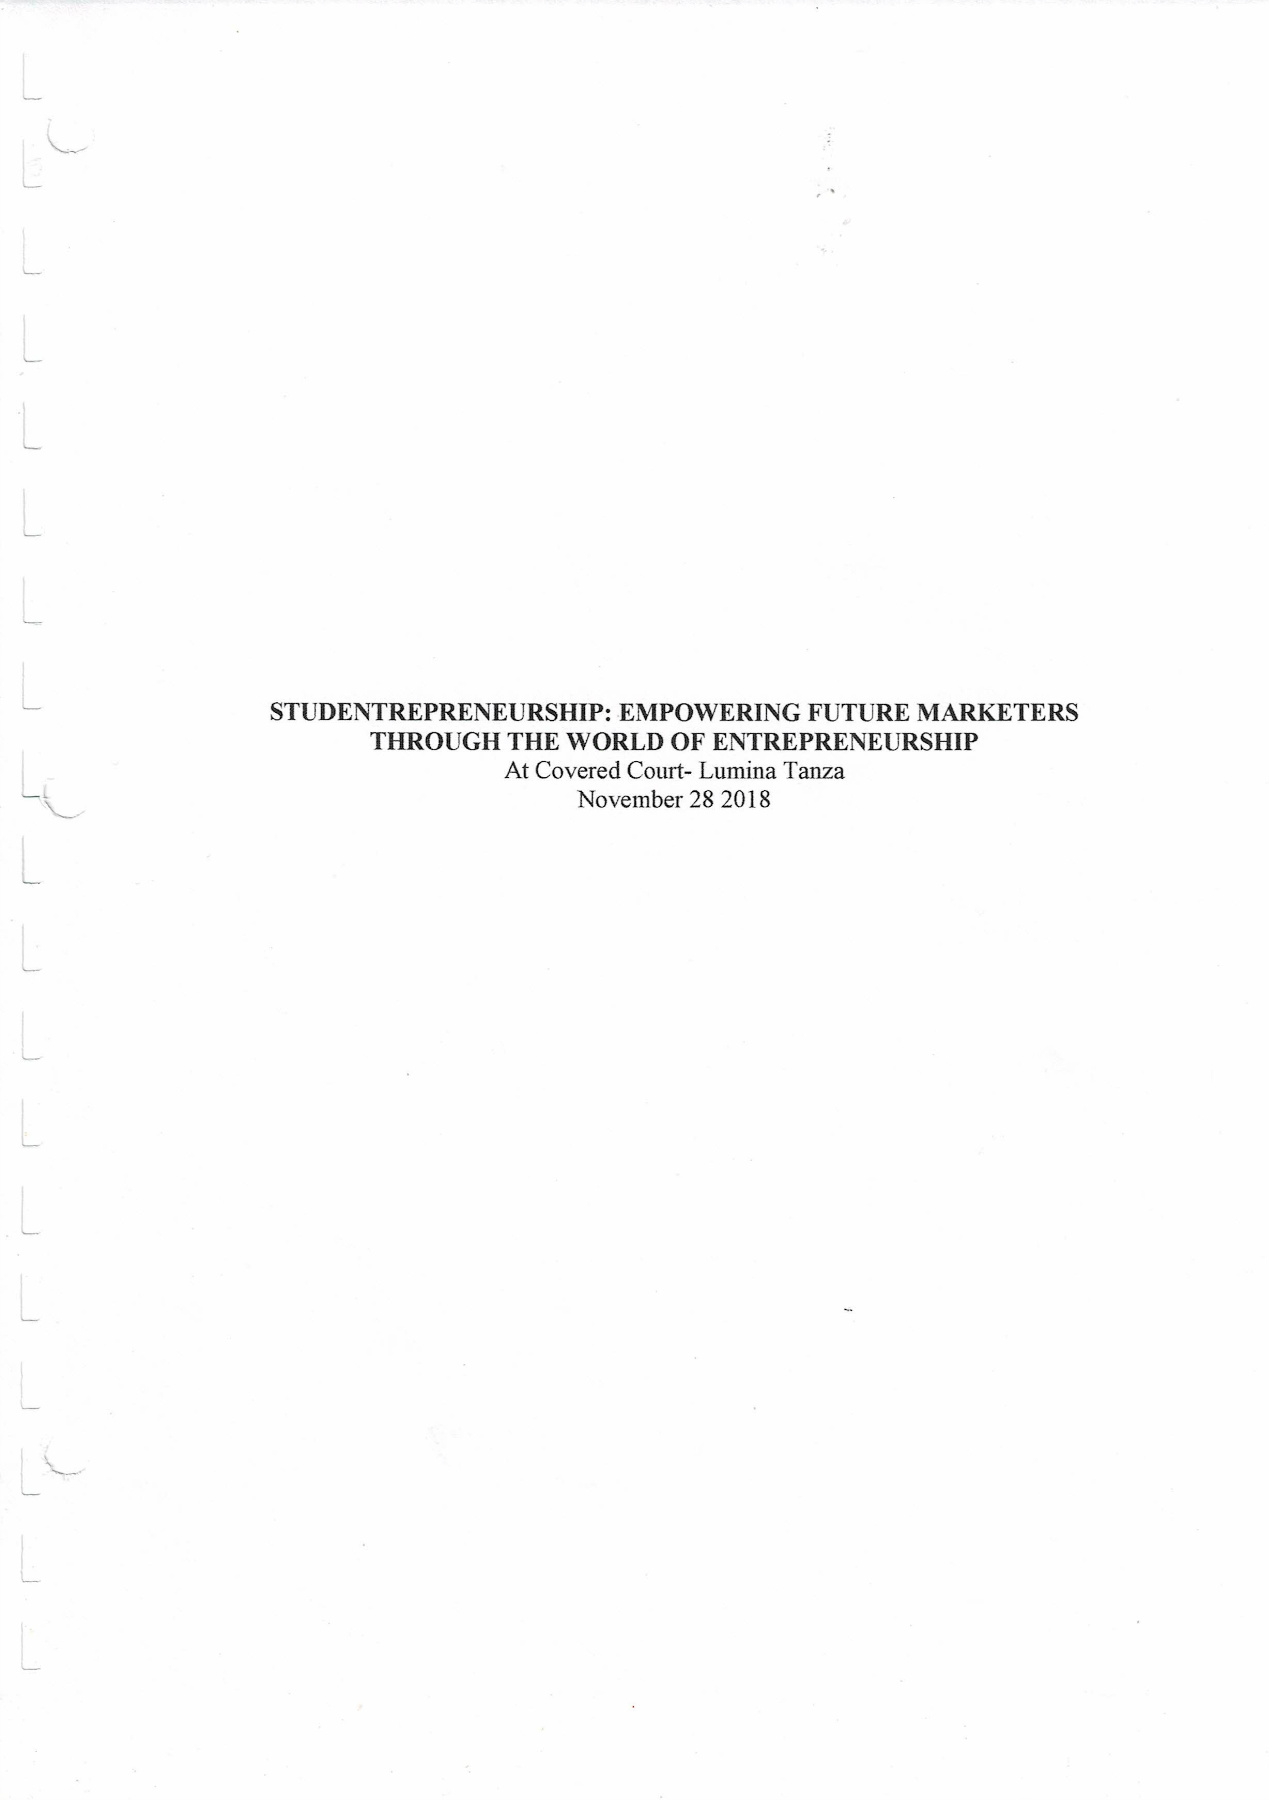 STUDENTREPRENEURSHIP: EMPOWERING FUTURE MARKETERS
THROUGH THE WORLD OF ENTREPRENEURSHIP
At Covered Court- Lumina Tanza
November 28 2018